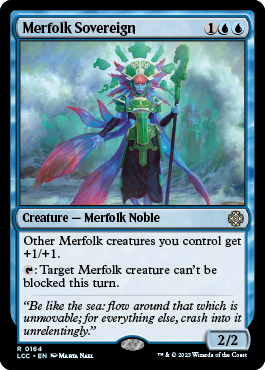 Merfolk Sovereign 1
Creature — Merfolk Noble
Other Merfolk creatures you control get
+1/+1.
: Target Merfolk creature can't be
blocked this turn.
"Be like the sea: flow around that which is
unmovable; for everything else, crash into it
unrelentingly."
2/2
R 0164
LCC • EN Marta Nael
™ & © 2023 Wizards of the Coast